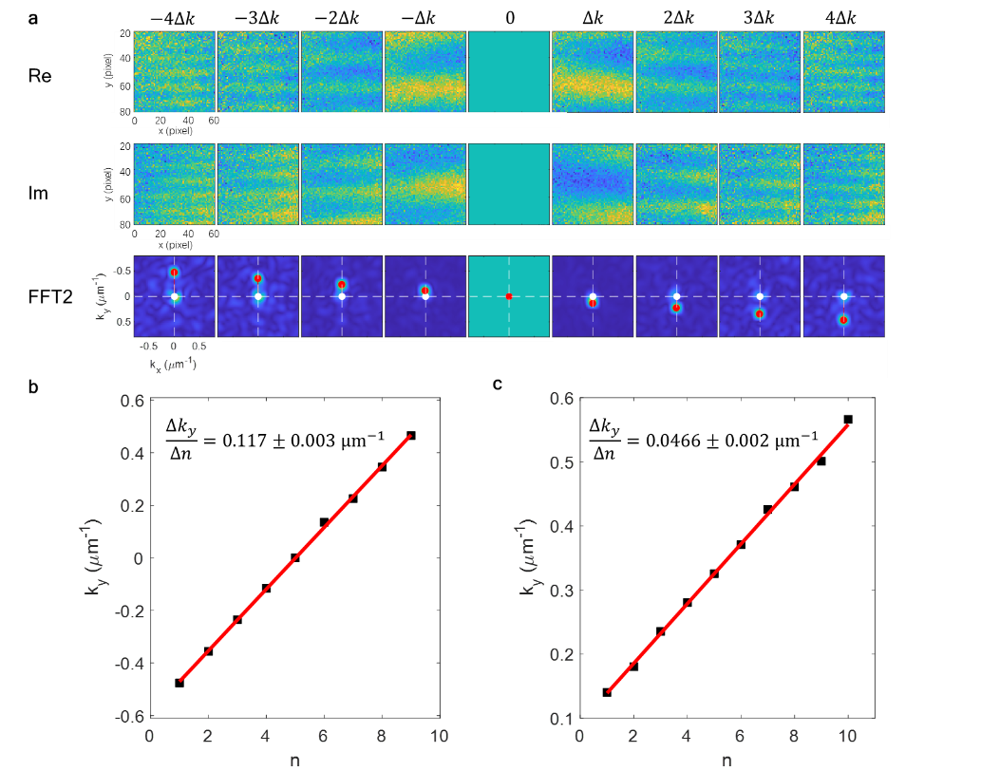 a −4Δk −3Δk −2Δk −Δk 0 Δk 2Δk 3Δk 4Δk
Re
y (pixel)
20
40
60
80
0 20 40 60
x (pixel)
Im
y (pixel)
20
40
60
80
0 20 40 60
x (pixel)
FFT2
k_y (μm⁻¹)
-0.5
0
0.5
-0.5 0 0.5
k_x (μm⁻¹)
b
Δk_y/Δn = 0.117 ± 0.003 μm⁻¹
k_y (μm⁻¹)
0.6
0.4
0.2
0
-0.2
-0.4
-0.6
0 2 4 6 8 10
n
c
Δk_y/Δn = 0.0466 ± 0.002 μm⁻¹
k_y (μm⁻¹)
0.6
0.5
0.4
0.3
0.2
0.1
0 2 4 6 8 10
n